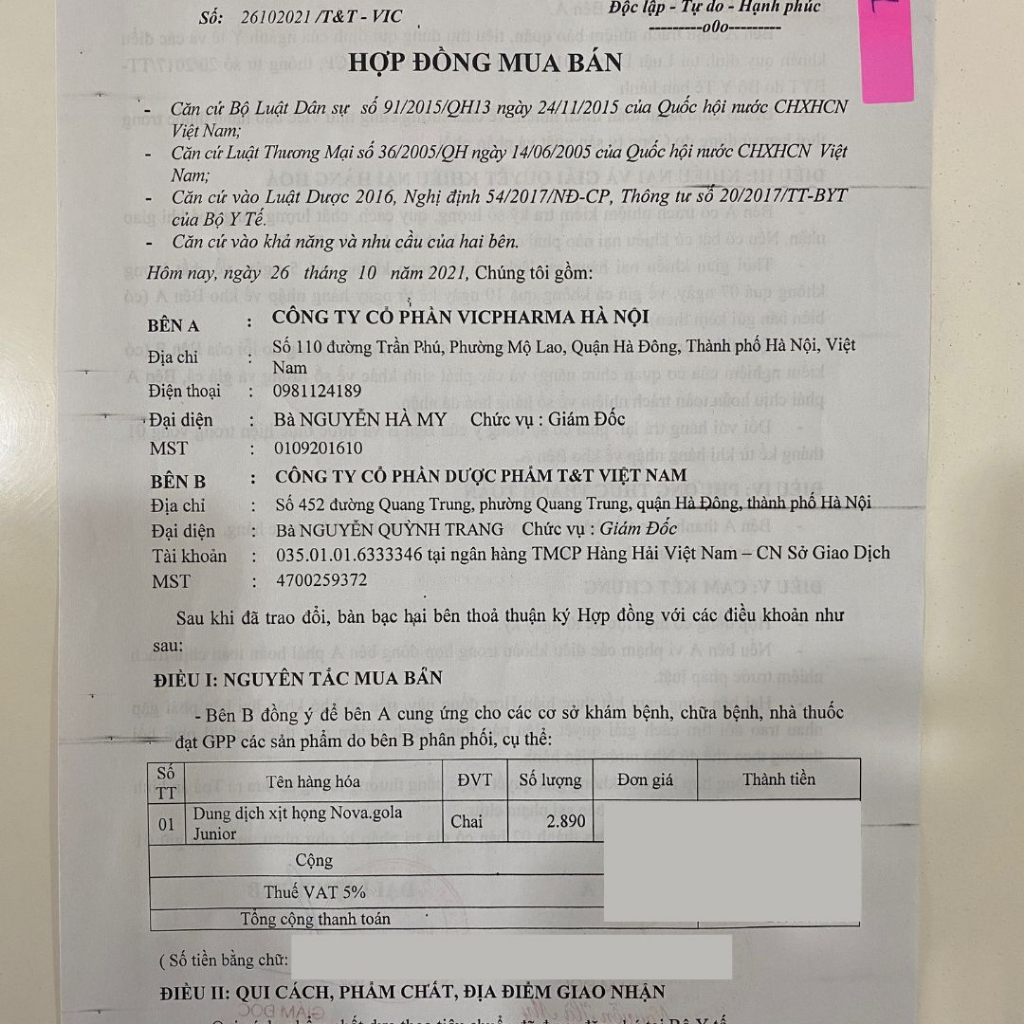 Số: 26102021 /T&T - VIC
Độc lập - Tự do - Hạnh phúc
---------o0o---------
HỢP ĐỒNG MUA BÁN
- Căn cứ Bộ Luật Dân sự số 91/2015/QH13 ngày 24/11/2015 của Quốc hội nước CHXHCN
Việt Nam;
- Căn cứ Luật Thương Mại số 36/2005/QH ngày 14/06/2005 của Quốc hội nước CHXHCN Việt
Nam;
- Căn cứ vào Luật Dược 2016, Nghị định 54/2017/NĐ-CP, Thông tư số 20/2017/TT-BYT
của Bộ Y Tế.
- Căn cứ vào khả năng và nhu cầu của hai bên.
Hôm nay, ngày 26 tháng 10 năm 2021, Chúng tôi gồm:
BÊN A : CÔNG TY CỔ PHẦN VICPHARMA HÀ NỘI
Địa chỉ : Số 110 đường Trần Phú, Phường Mộ Lao, Quận Hà Đông, Thành phố Hà Nội, Việt
Nam
Điện thoại : 0981124189
Đại diện : Bà NGUYỄN HÀ MY Chức vụ : Giám Đốc
MST : 0109201610
BÊN B : CÔNG TY CỔ PHẦN DƯỢC PHẨM T&T VIỆT NAM
Địa chỉ : Số 452 đường Quang Trung, phường Quang Trung, quận Hà Đông, thành phố Hà Nội
Đại diện : Bà NGUYỄN QUỲNH TRANG Chức vụ : Giám Đốc
Tài khoản : 035.01.01.6333346 tại ngân hàng TMCP Hàng Hải Việt Nam – CN Sở Giao Dịch
MST : 4700259372
Sau khi đã trao đổi, bàn bạc hai bên thoả thuận ký Hợp đồng với các điều khoản như
sau:
ĐIỀU I: NGUYÊN TẮC MUA BÁN
- Bên B đồng ý để bên A cung ứng cho các cơ sở khám bệnh, chữa bệnh, nhà thuốc
đạt GPP các sản phẩm do bên B phân phối, cụ thể:
Số TT Tên hàng hóa ĐVT Số lượng Đơn giá Thành tiền
01 Dung dịch xịt họng Nova.gola Junior Chai 2.890
Cộng
Thuế VAT 5%
Tổng cộng thanh toán
( Số tiền bằng chữ:
ĐIỀU II: QUI CÁCH, PHẨM CHẤT, ĐỊA ĐIỂM GIAO NHẬN